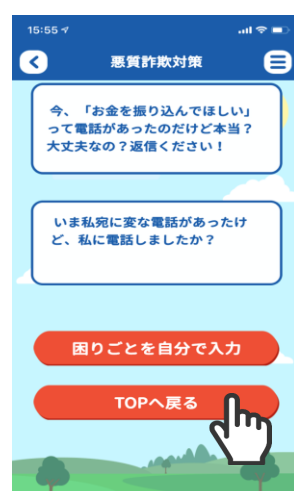 15:55
悪質詐欺対策
今、「お金を振り込んでほしい」
って電話があったのだけど本当？
大丈夫なの？返信ください！
いま私宛に変な電話があったけ
ど、私に電話しましたか？
困りごとを自分で入力
TOPへ戻る